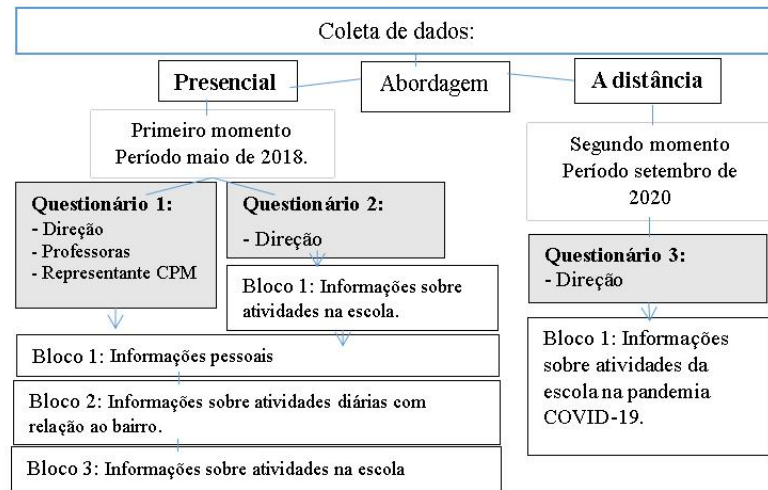 Coleta de dados:
Presencial
Abordagem
A distância
Primeiro momento
Período maio de 2018.
Segundo momento
Período setembro de
2020
Questionário 1:
- Direção
- Professoras
- Representante CPM
Questionário 2:
- Direção
Questionário 3:
- Direção
Bloco 1: Informações sobre
atividades na escola.
Bloco 1: Informações pessoais
Bloco 2: Informações sobre atividades diárias com
relação ao bairro.
Bloco 3: Informações sobre atividades na escola
Bloco 1: Informações
sobre atividades da
escola na pandemia
COVID-19.